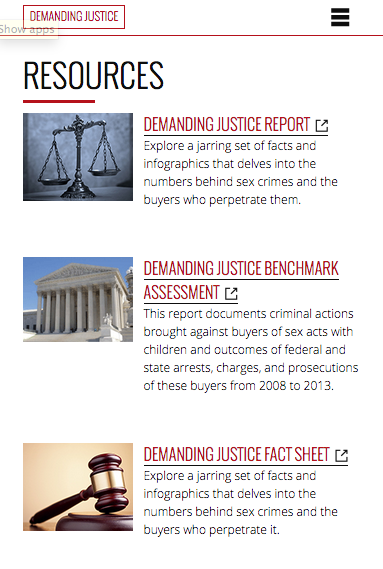 DEMANDING JUSTICE
Show apps
RESOURCES
DEMANDING JUSTICE REPORT
Explore a jarring set of facts and
infographics that delves into the
numbers behind sex crimes and the
buyers who perpetrate them.
DEMANDING JUSTICE BENCHMARK
ASSESSMENT
This report documents criminal actions
brought against buyers of sex acts with
children and outcomes of federal and
state arrests, charges, and prosecutions
of these buyers from 2008 to 2013.
DEMANDING JUSTICE FACT SHEET
Explore a jarring set of facts and
infographics that delves into the
numbers behind sex crimes and the
buyers who perpetrate it.